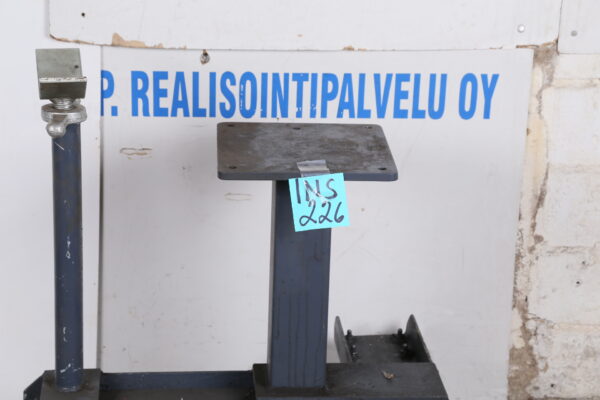 P. REALISOINTIPALVELU OY
INS
226